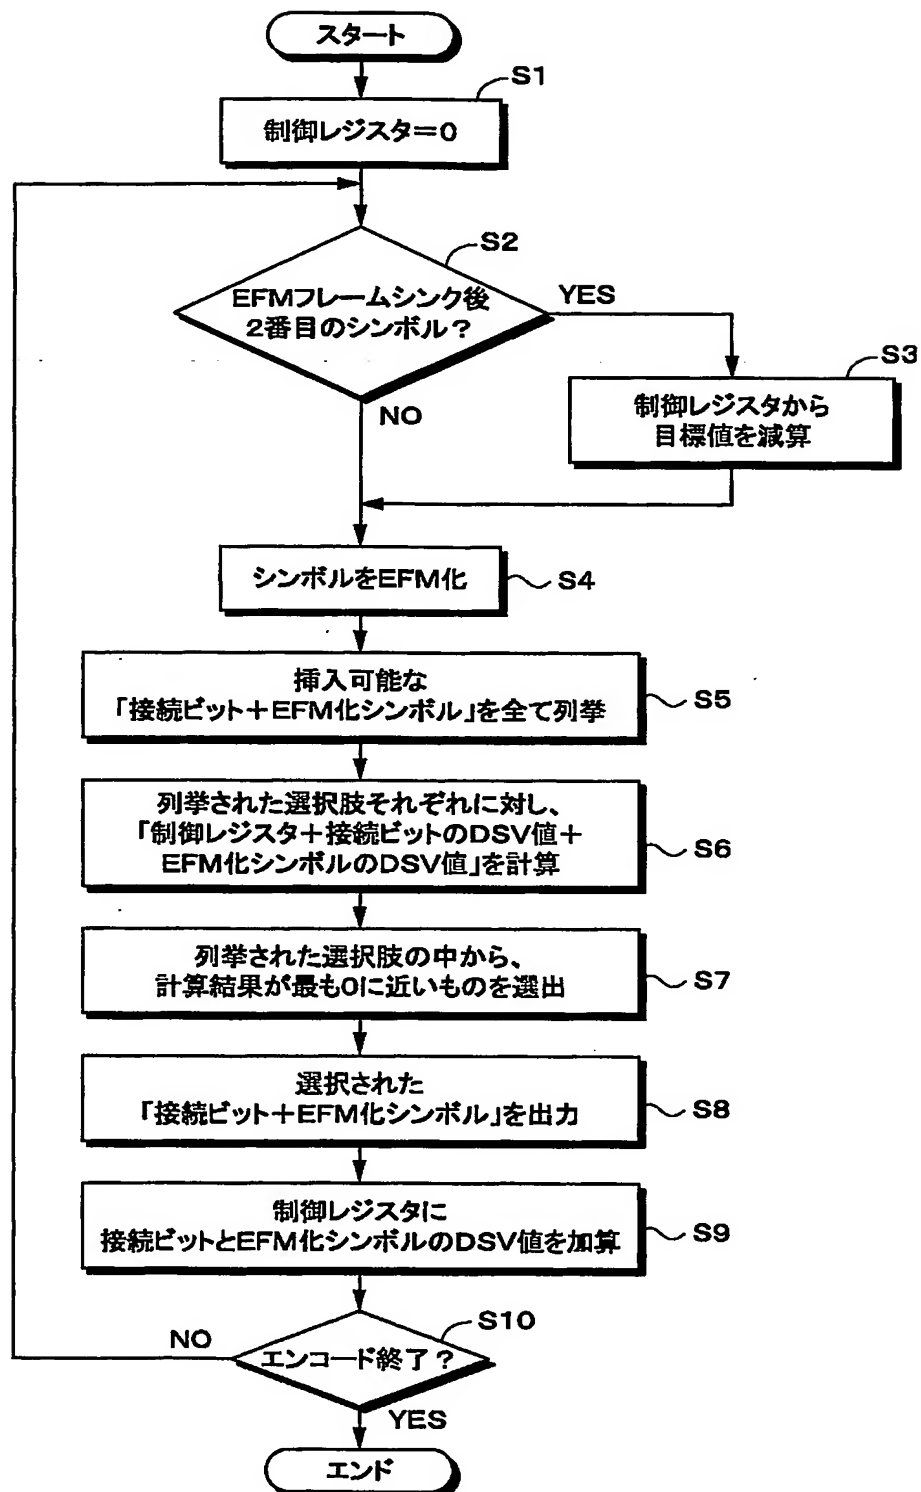 スタート
S1
制御レジスタ=0
S2
EFMフレームシンク後
2番目のシンボル?
YES
NO
S3
制御レジスタから
目標値を減算
シンボルをEFM化
S4
挿入可能な
「接続ビット+EFM化シンボル」を全て列挙
S5
列挙された選択肢それぞれに対し、
「制御レジスタ+接続ビットのDSV値+
EFM化シンボルのDSV値」を計算
S6
列挙された選択肢の中から、
計算結果が最も0に近いものを選出
S7
選択された
「接続ビット+EFM化シンボル」を出力
S8
制御レジスタに
接続ビットとEFM化シンボルのDSV値を加算
S9
S10
NO
エンコード終了?
YES
エンド